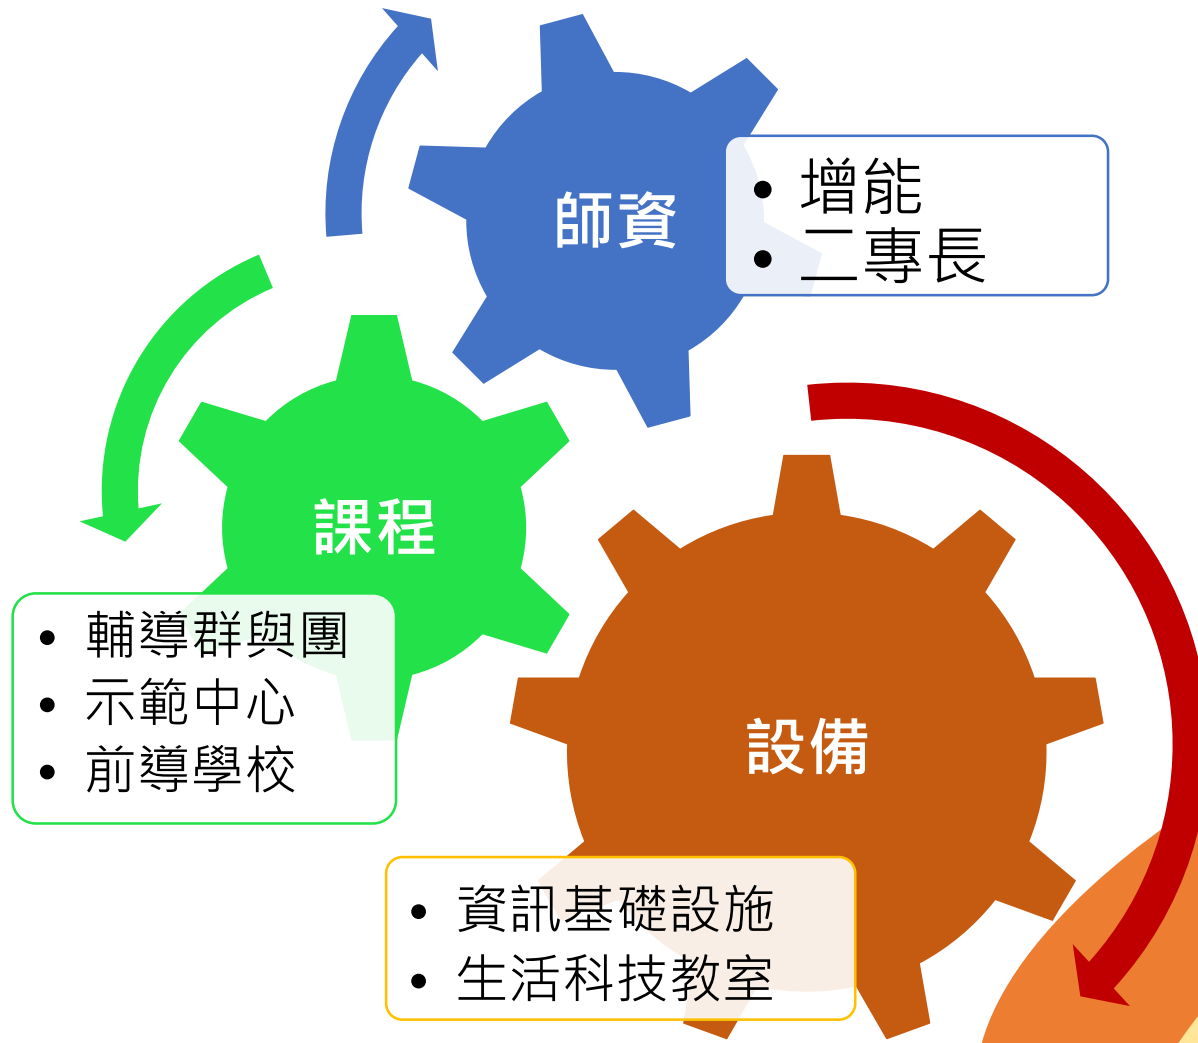 師資
• 增能
• 二專長
課程
• 輔導群與團
• 示範中心
• 前導學校
設備
• 資訊基礎設施
• 生活科技教室